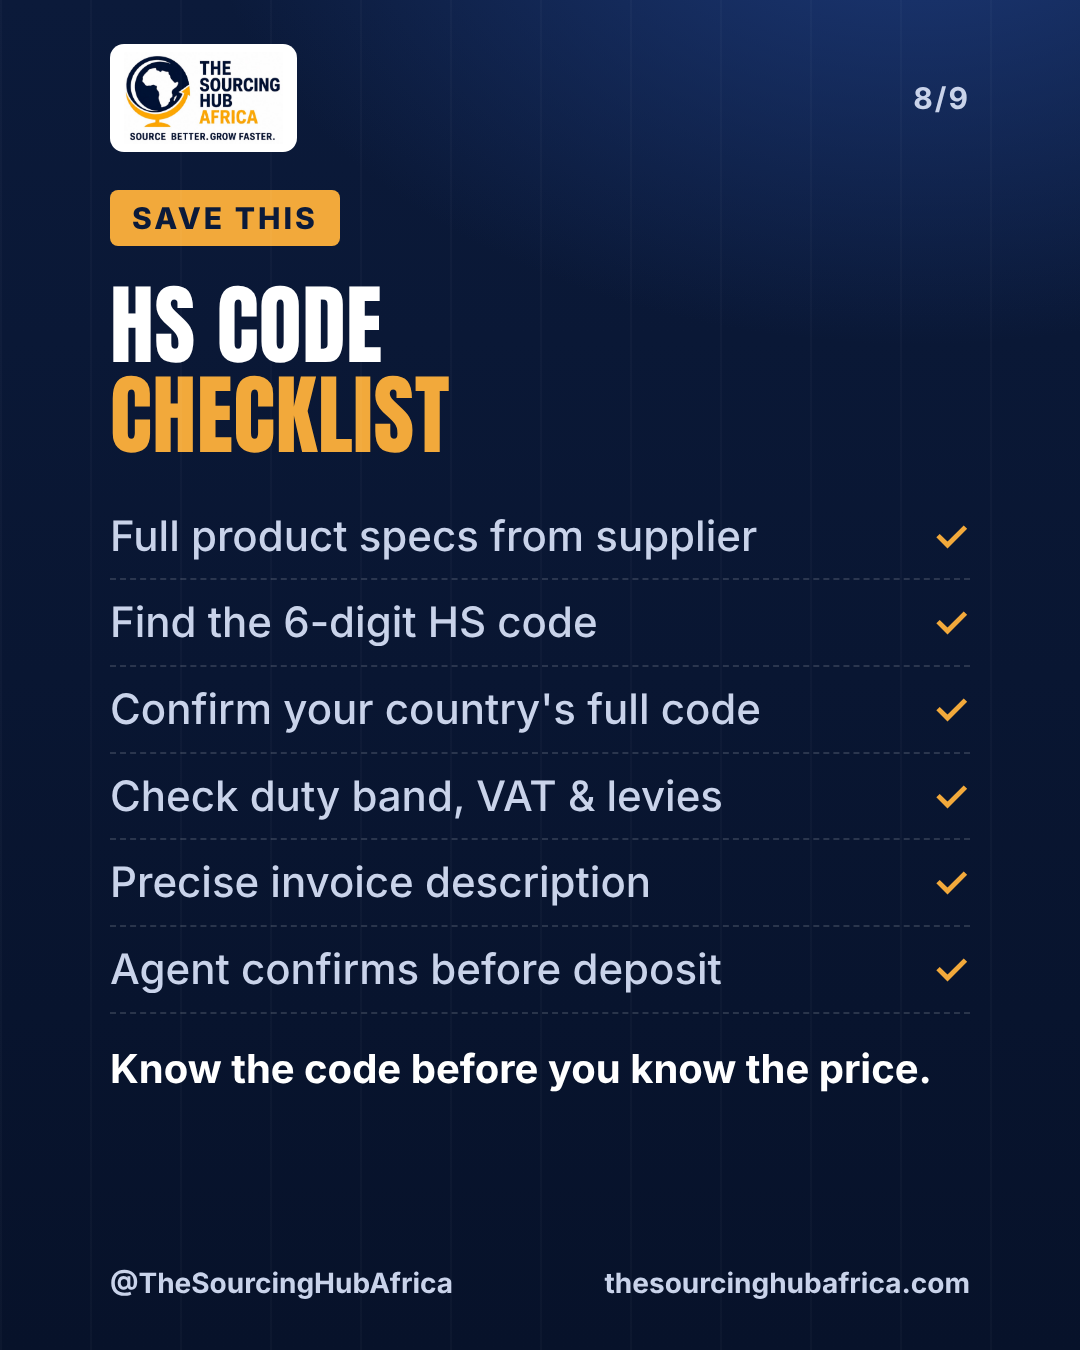 THE
SOURCING
HUB
AFRICA
SOURCE BETTER. GROW FASTER.
8/9
SAVE THIS
HS CODE
CHECKLIST
Full product specs from supplier
Find the 6-digit HS code
Confirm your country's full code
Check duty band, VAT & levies
Precise invoice description
Agent confirms before deposit
Know the code before you know the price.
@TheSourcingHubAfrica
thesourcinghubafrica.com